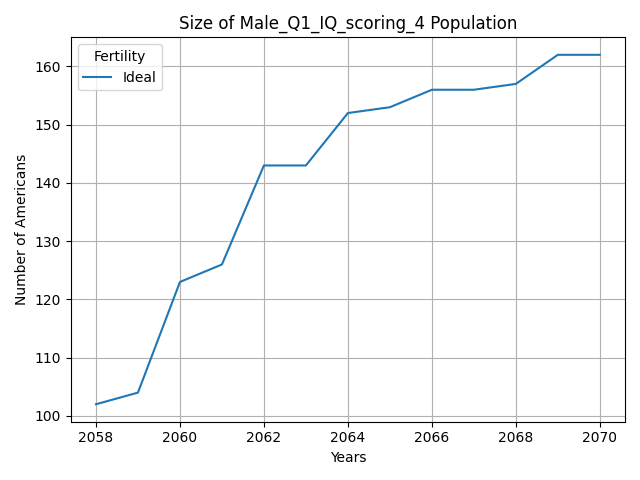 Size of Male_Q1_IQ_scoring_4 Population
Fertility
Ideal
Number of Americans
160
150
140
130
120
110
100
2058 2060 2062 2064 2066 2068 2070
Years